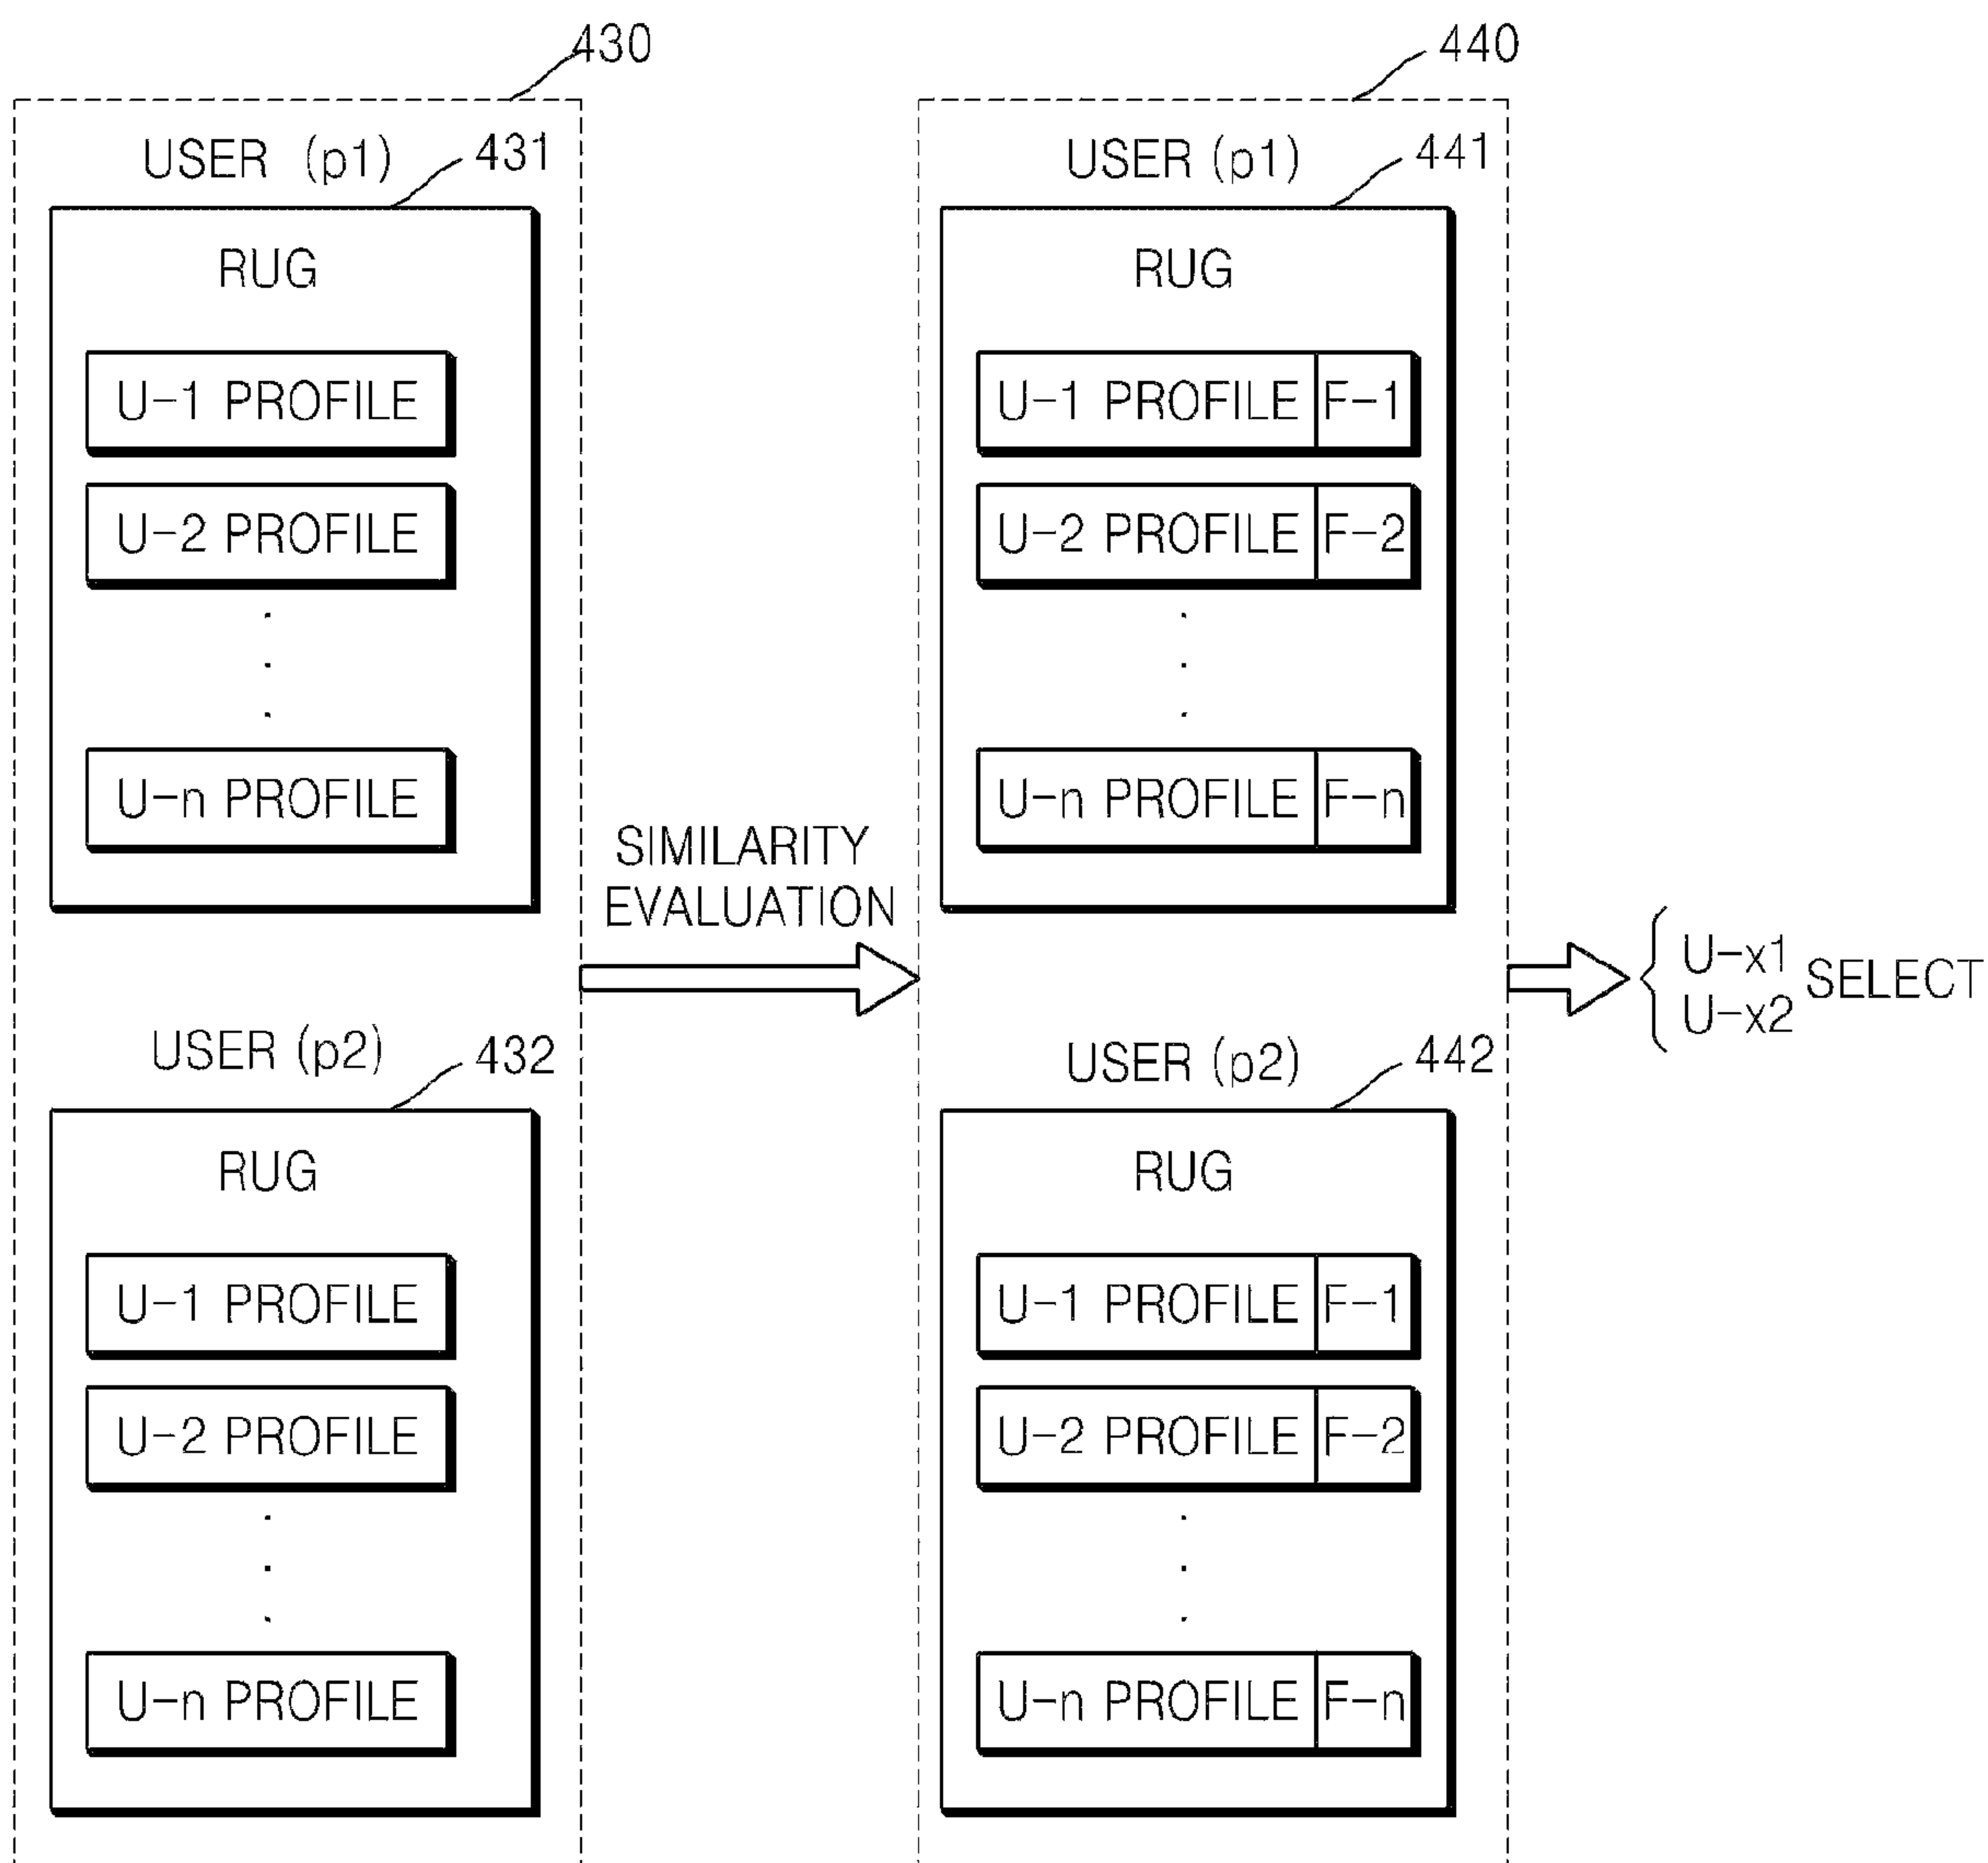 430
USER (p1)
431
RUG
U-1 PROFILE
U-2 PROFILE
U-n PROFILE
USER (p2)
432
RUG
U-1 PROFILE
U-2 PROFILE
U-n PROFILE
SIMILARITY
EVALUATION
440
USER (p1)
441
RUG
U-1 PROFILE F-1
U-2 PROFILE F-2
U-n PROFILE F-n
USER (p2)
442
RUG
U-1 PROFILE F-1
U-2 PROFILE F-2
U-n PROFILE F-n
U-x1
U-x2
SELECT